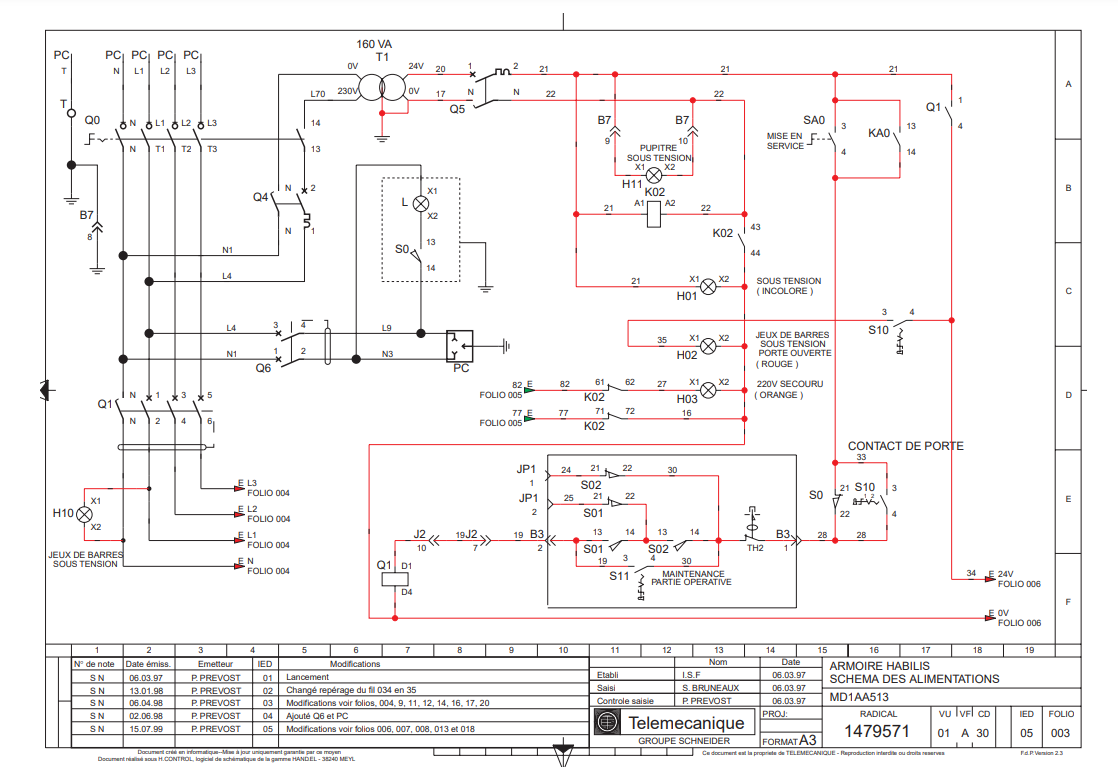 160 VA
T1
PC PC PC PC PC
T N L1 L2 L3
0V 24V 20 1 2 21 21 21
230V 0V 17 N N 22 22
L70
Q5
A
T
Q0
N L1 L2 L3
14
N T1 T2 T3
13
B7 B7
9 10
SA0 3
MISE EN
SERVICE
4
KA0 13
14
Q1 1
4
PUPITRE
SOUS TENSION
X1 X2
H11
K02
B
Q4 N 2
N 1
L X1
X2
21 A1 A2 22
B7
8
S0 13
14
K02 43
44
N1
L4
21 X1 X2
H01
SOUS TENSION
( INCOLORE )
C
L4 3 4 L9
N1 1 2 N3
Q6
PC
3 4
S10
35 X1 X2
H02
JEUX DE BARRES
SOUS TENSION
PORTE OUVERTE
( ROUGE )
82 E 82 61 62 27 X1 X2
FOLIO 005
K02
H03
220V SECOURU
( ORANGE )
D
77 E 77 71 72 16
FOLIO 005
K02
Q1 N 1 3 5
N 2 4 6
CONTACT DE PORTE
33
JP1 24 21 22 30
1
S02
JP1 25 21 22
2
S01
S0 21
22
S10 1 2 3
4
E
E L3
FOLIO 004
E L2
FOLIO 004
E L1
FOLIO 004
E N
FOLIO 004
H10 X1
X2
JEUX DE BARRES
SOUS TENSION
J2 19 J2 19 B3 13 14 13 14 B3 28 28
10 7 2 S01 S02 TH2 1
19 3 4 30
S11
MAINTENANCE
PARTIE OPERATIVE
Q1 D1
D4
34 E 24V
FOLIO 006
E 0V
FOLIO 006
F
1 2 3 4 5 6 7 8 9 10 11 12 13 14 15 16 17 18 19
N° de note Date émiss. Emetteur IED Modifications
S N 06.03.97 P. PREVOST 01 Lancement
S N 13.01.98 P. PREVOST 02 Changé repérage du fil 034 en 35
S N 06.04.98 P. PREVOST 03 Modifications voir folios, 004, 9, 11, 12, 14, 16, 17, 20
S N 02.06.98 P. PREVOST 04 Ajouté Q6 et PC
S N 15.07.99 P. PREVOST 05 Modifications voir folios 006, 007, 008, 013 et 018
Nom Date
Etabli I.S.F 06.03.97
Saisi S. BRUNEAUX 06.03.97
Controle saisie P. PREVOST 06.03.97
Telemecanique
GROUPE SCHNEIDER
PROJ:
FORMAT A3
ARMOIRE HABILIS
SCHEMA DES ALIMENTATIONS
MD1AA513
RADICAL VU VF CD IED FOLIO
1479571 01 A 30 05 003
Document créé en informatique--Mise à jour uniquement garantie par ce moyen
Document réalisé sous H.CONTROL, logiciel de schématique de la gamme HANDEL - 38240 MEYL
Ce document est la propriete de TELEMECANIQUE - Reproduction interdite ou droits reserves
F.d.P.Version 2.3